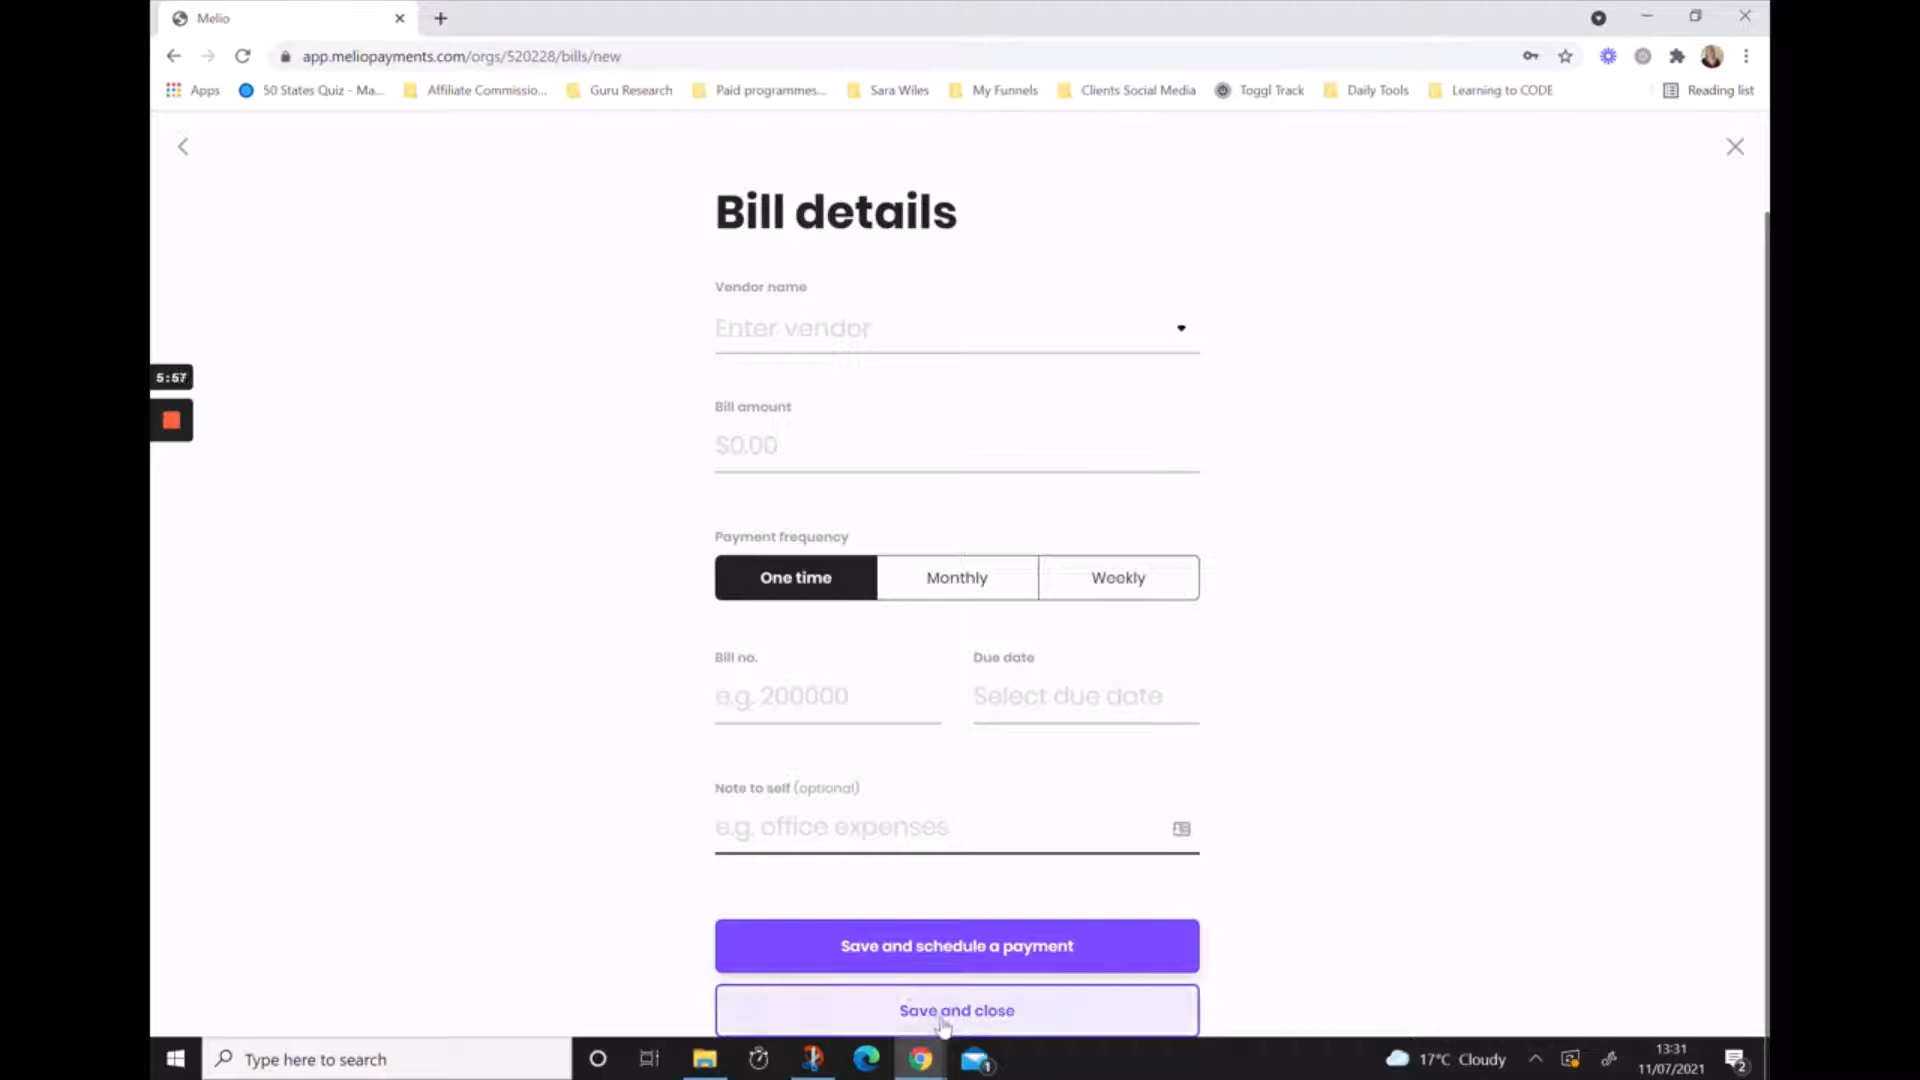 Melio
app.meliopayments.com/orgs/520228/bills/new
Apps
50 States Quiz - Ma...
Affiliate Commissio...
Guru Research
Paid programmes...
Sara Wiles
My Funnels
Clients Social Media
Toggl Track
Daily Tools
Learning to CODE
Reading list
Bill details
Vendor name
Enter vendor
5:57
Bill amount
$0.00
Payment frequency
One time
Monthly
Weekly
Bill no.
Due date
e.g. 200000
Select due date
Note to self (optional)
e.g. office expenses
Save and schedule a payment
Save and close
Type here to search
1
17°C Cloudy
13:31
11/07/2021
2